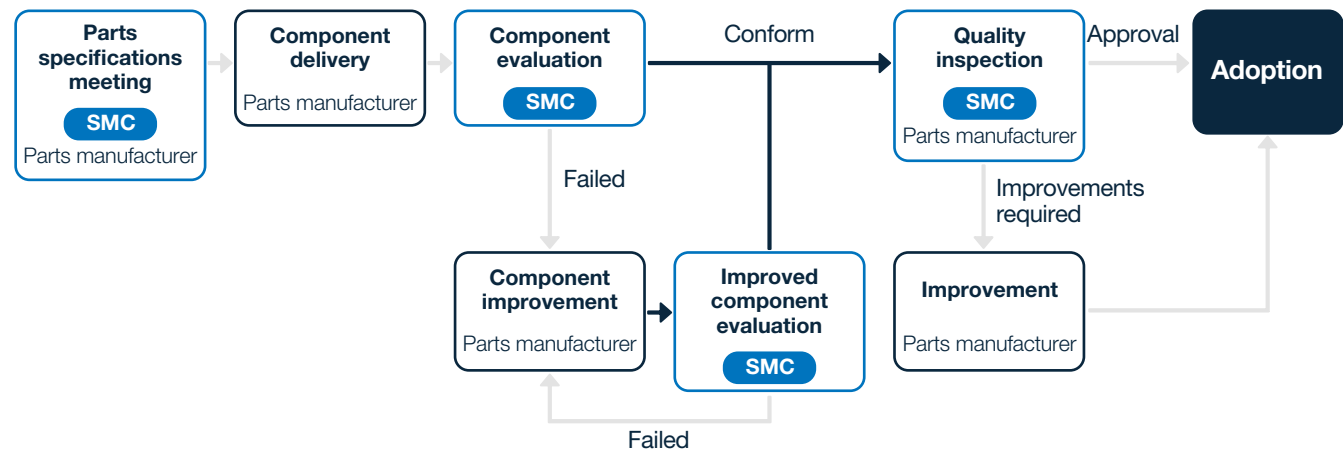 Parts
specifications
meeting
SMC
Parts manufacturer
Component
delivery
Parts manufacturer
Component
evaluation
SMC
Conform
Quality
inspection
SMC
Parts manufacturer
Approval
Adoption
Failed
Improvements
required
Component
improvement
Parts manufacturer
Improved
component
evaluation
SMC
Improvement
Parts manufacturer
Failed